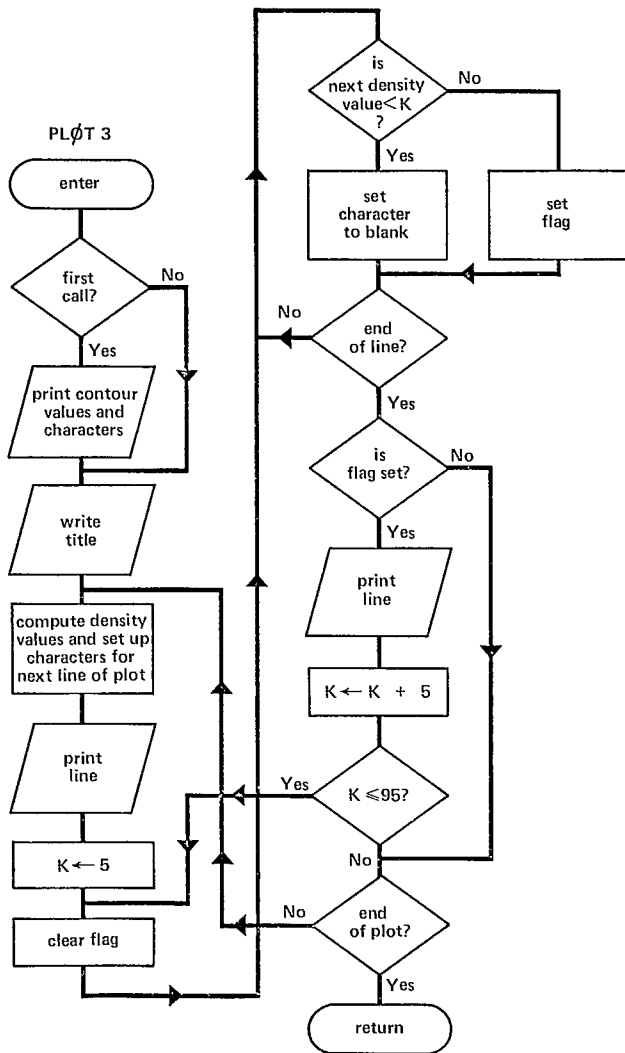 PLØT 3
enter
first
call?
No
Yes
print contour
values and
characters
write
title
compute density
values and set up
characters for
next line of plot
print
line
K ← 5
clear flag
is
next density
value<K
?
No
Yes
set
character
to blank
set
flag
No
end
of line?
Yes
is
flag set?
No
Yes
print
line
K ← K + 5
Yes
K ≤95?
No
No
end
of plot?
Yes
return